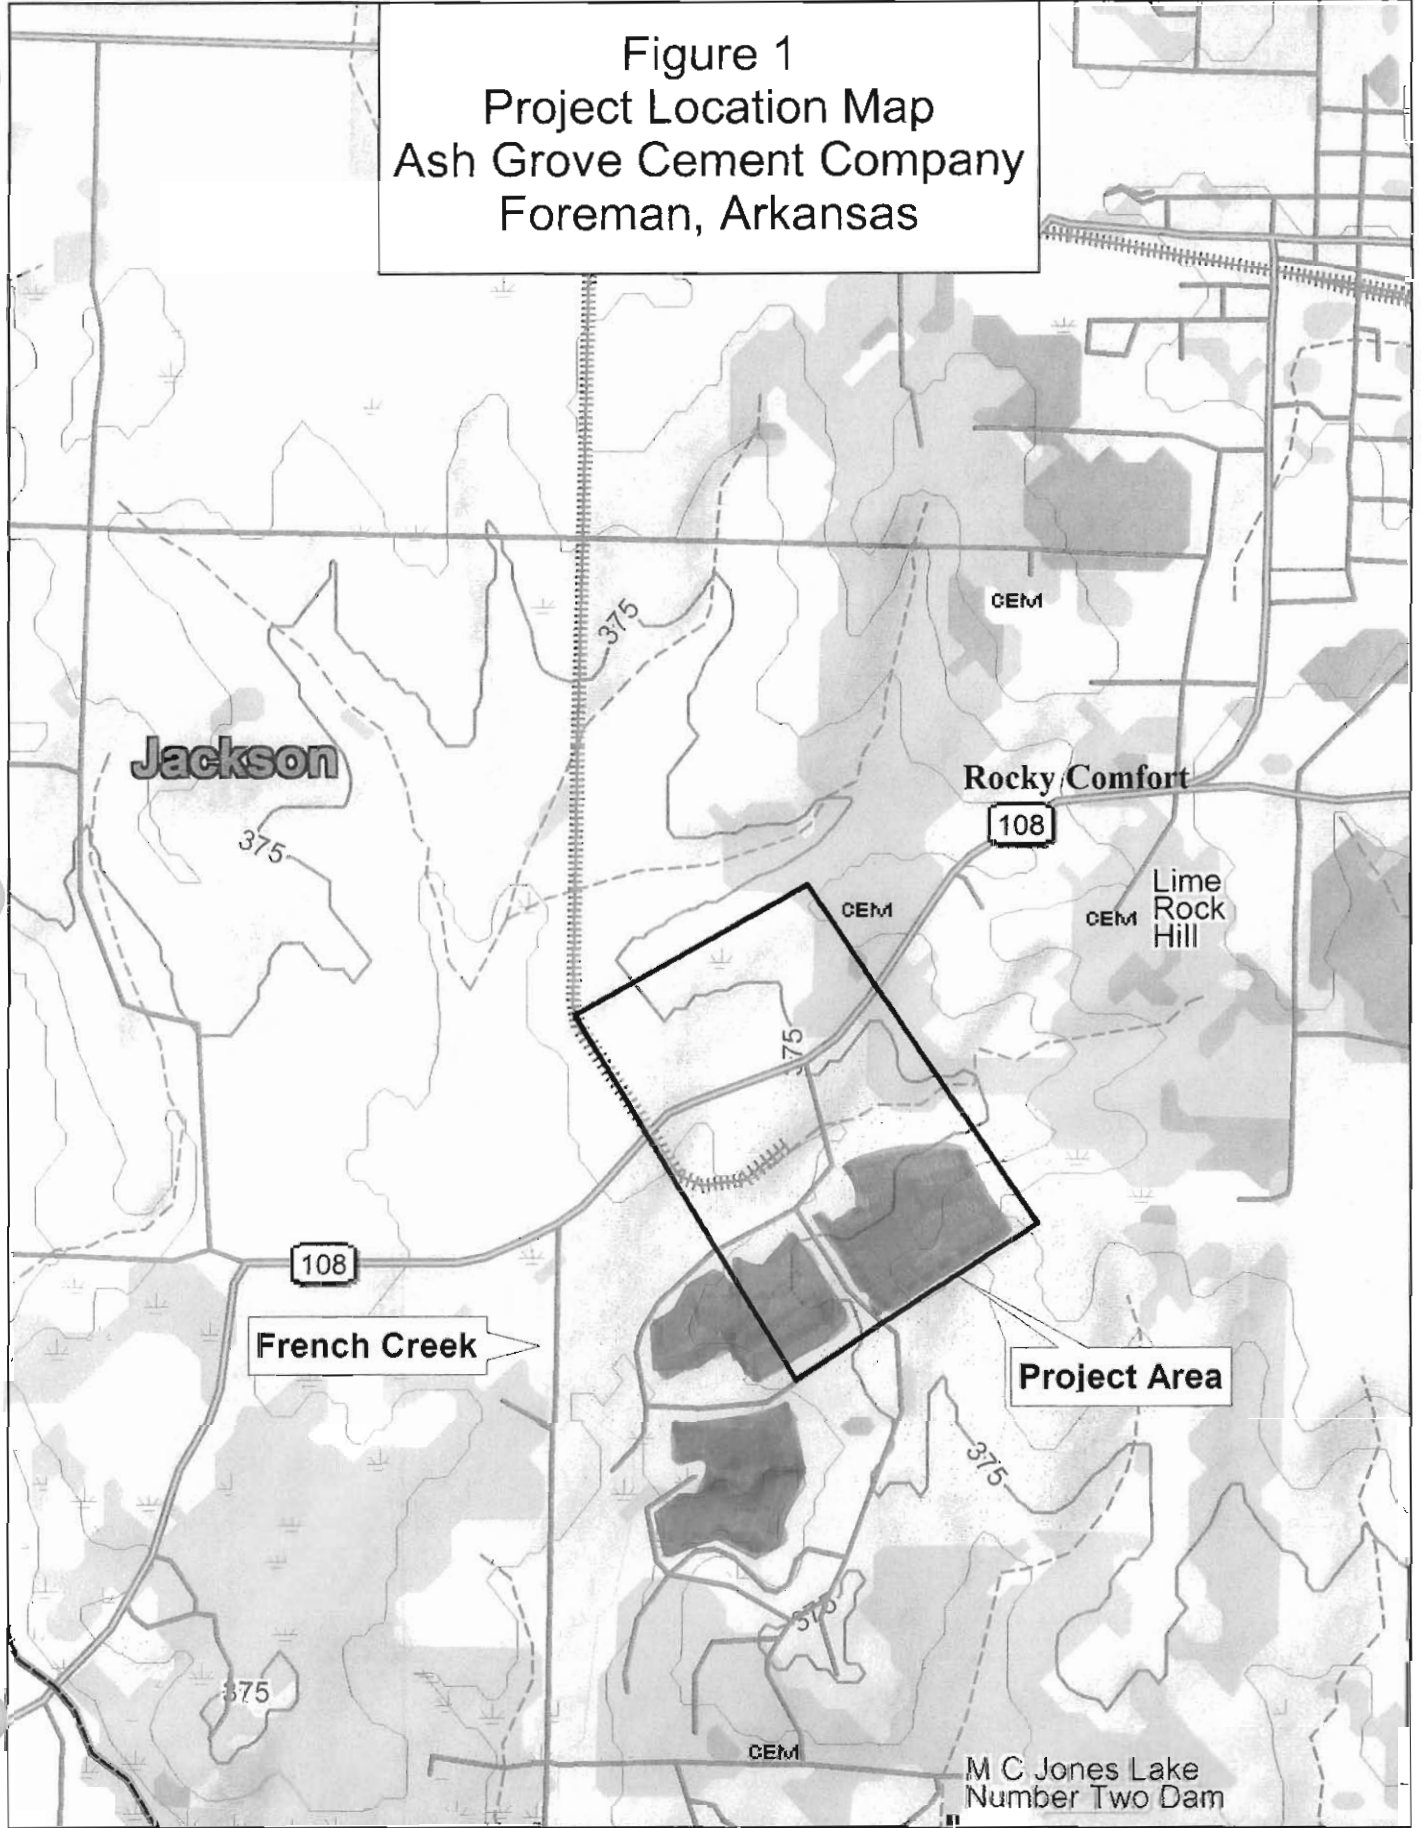 Figure 1
Project Location Map
Ash Grove Cement Company
Foreman, Arkansas
CEM
375
Jackson
Rocky Comfort
108
375
Lime
Rock
Hill
CEM
CEM
375
108
French Creek
Project Area
375
375
375
CEM
M C Jones Lake
Number Two Dam